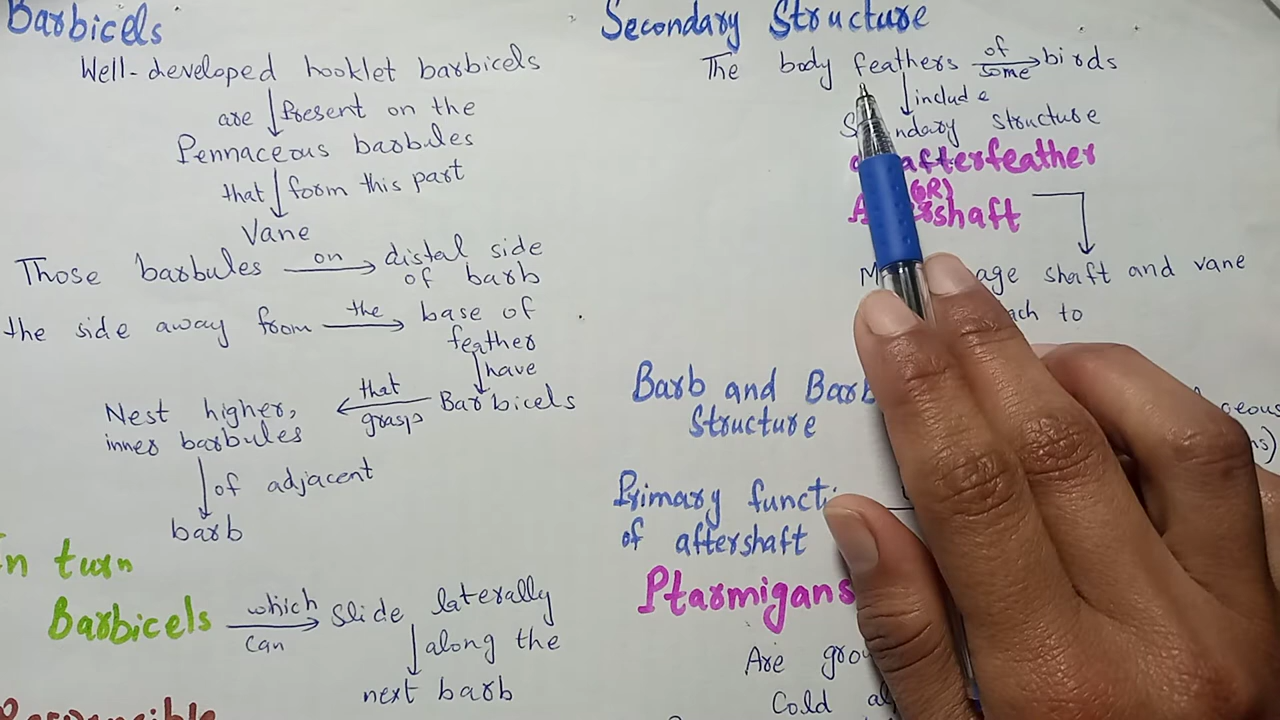 Barbicels
Well-developed hooklet barbicels
are Present on the
Pennaceous barbules
that form this part
Vane
Those barbules on distal side
of barb
the side away from the base of
feather
have
Barbicels that grasp
Nest higher,
inner barbules
of adjacent
barb
In turn
Barbicels which can slide laterally
along the
next barb
Responsible
Secondary Structure
The body feathers of some birds
include
structure
afterfeather
(OR)
shaft
shaft and vane
to
Barb and
Structure
Primary
of aftershaft
Ptarmigans
Are
Cold